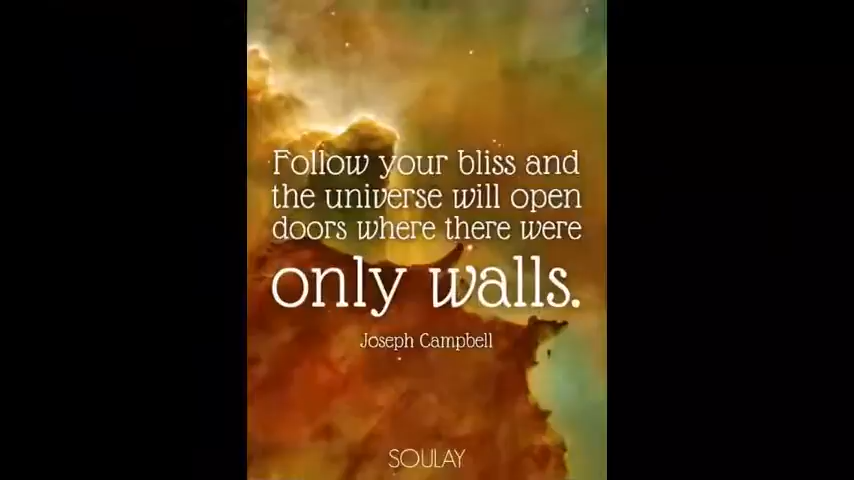 Follow your bliss and
the universe will open
doors where there were
only walls.
Joseph Campbell
SOULAY